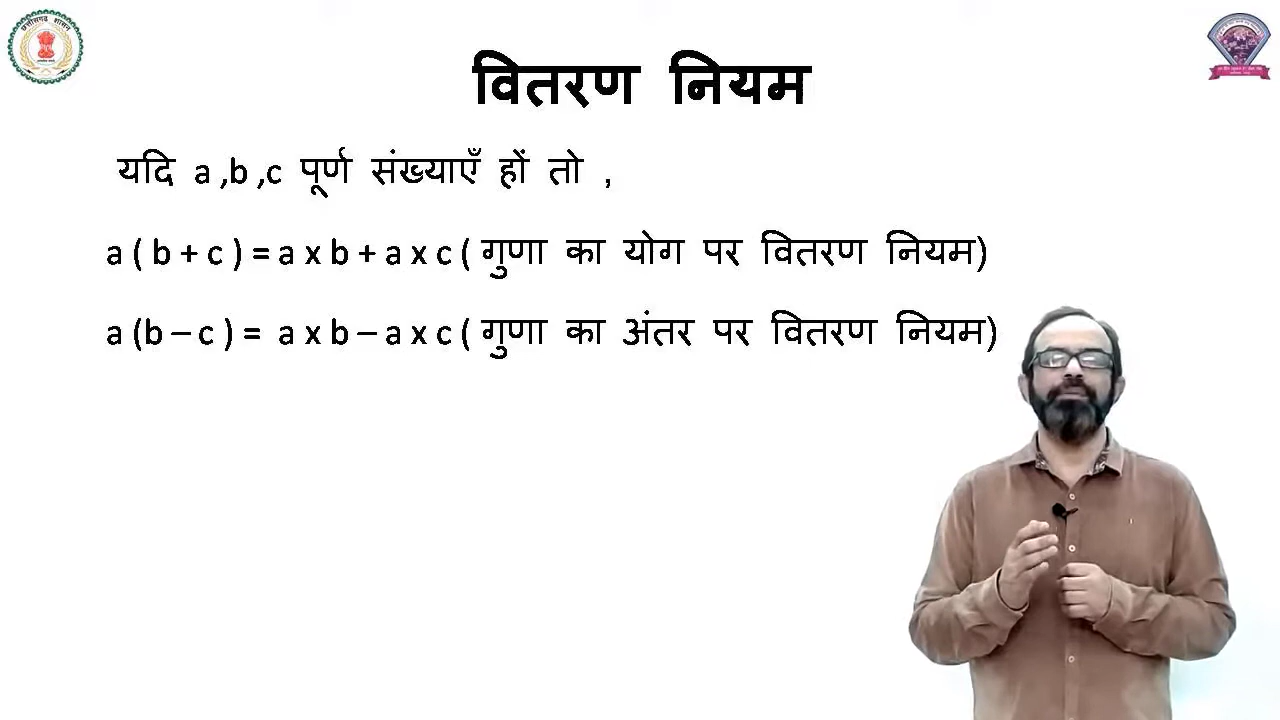 वितरण नियम
यदि a ,b ,c पूर्ण संख्याएँ हों तो ,
a ( b + c ) = a x b + a x c ( गुणा का योग पर वितरण नियम)
a (b – c ) = a x b – a x c ( गुणा का अंतर पर वितरण नियम)